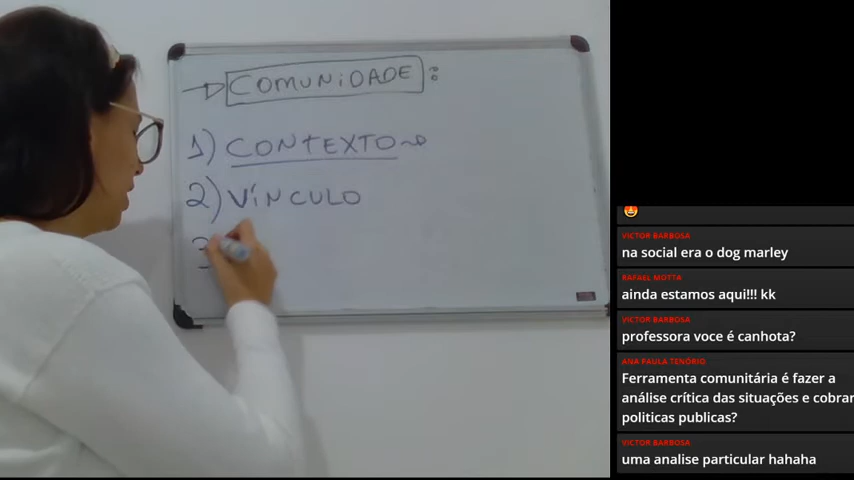 → COMUNIDADE:
1) CONTEXTO →
2) VÍNCULO
3
VICTOR BARBOSA
na social era o dog marley
RAFAEL MOTTA
ainda estamos aqui!!! kk
VICTOR BARBOSA
professora voce é canhota?
ANA PAULA TENÓRIO
Ferramenta comunitária é fazer a
análise crítica das situações e cobrar
politicas publicas?
VICTOR BARBOSA
uma analise particular hahaha